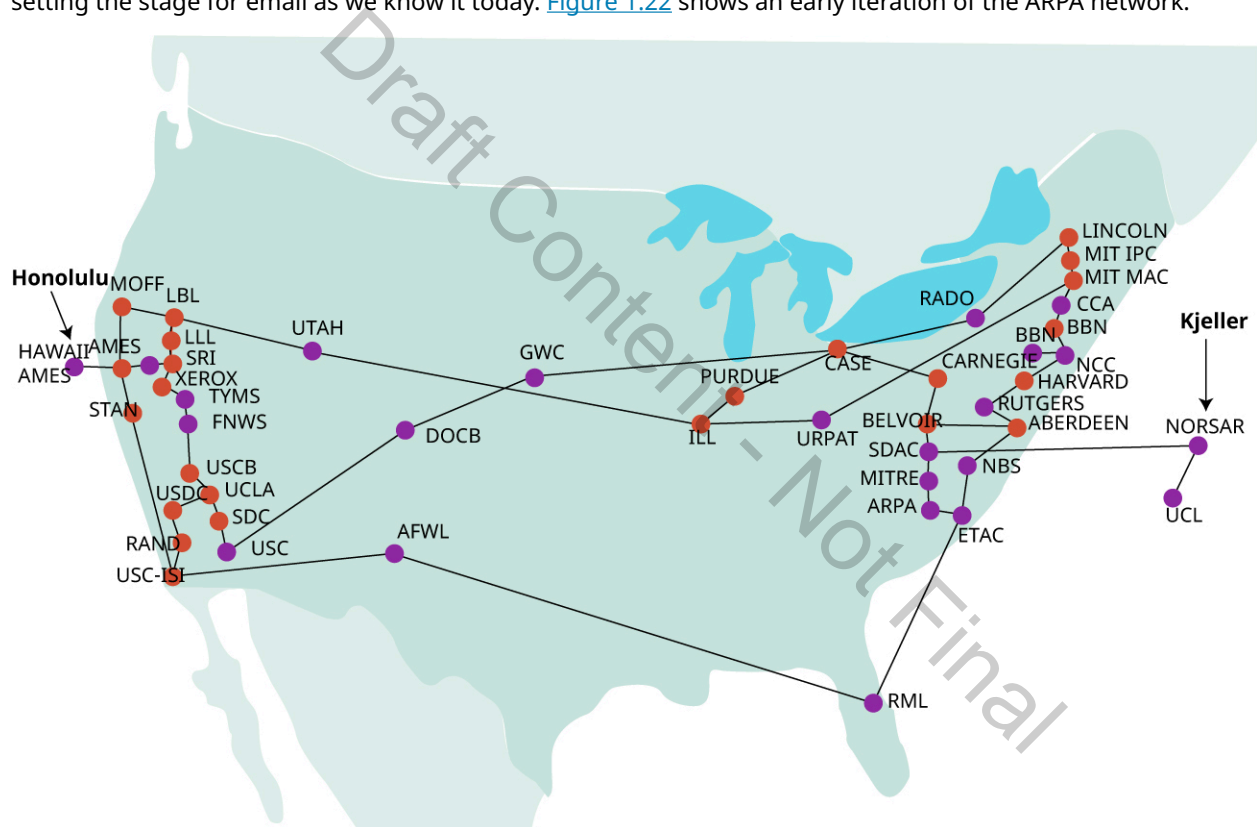 setting the stage for email as we know it today. Figure 1.22 shows an early iteration of the ARPA network.
Draft Content - Not Final
LINCOLN
MIT IPC
MIT MAC
Honolulu
MOFF
LBL
RADO
CCA
UTAH
BBN
BBN
Kjeller
LLL
HAWAII
AMES
SRI
GWC
CASE
CARNEGIE
NCC
AMES
XEROX
PURDUE
HARVARD
TYMS
RUTGERS
STAN
FNWS
DOCB
ILL
URPAT
BELVOIR
ABERDEEN
NORSAR
SDAC
USCB
NBS
MITRE
USDC
UCLA
ARPA
UCL
SDC
AFWL
ETAC
RAND
USC
USC-ISI
RML